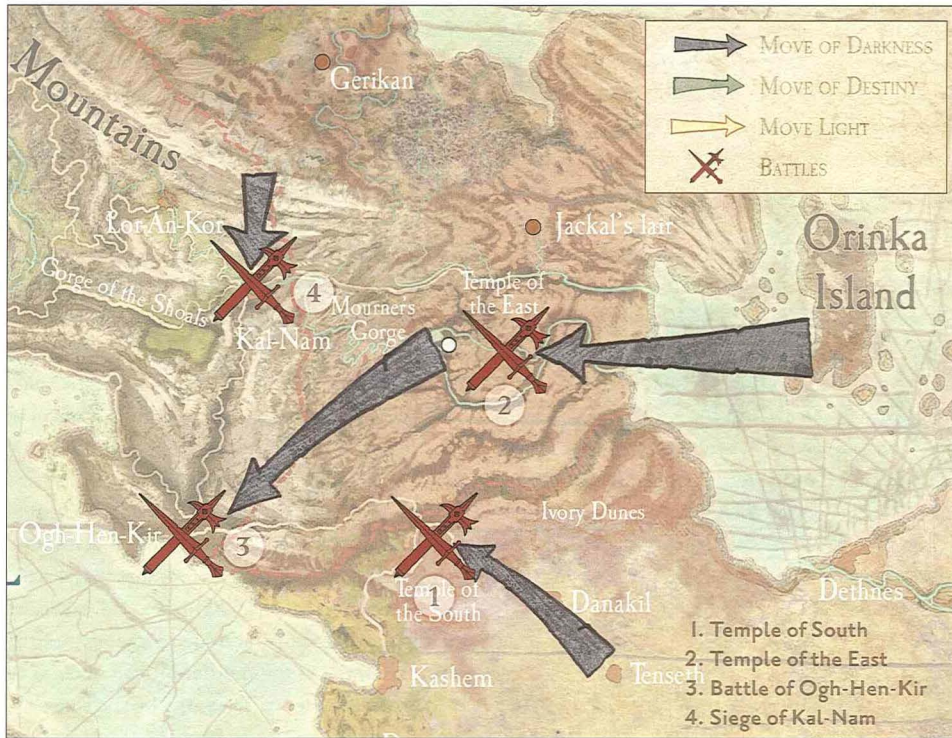 MOVE OF DARKNESS
MOVE OF DESTINY
MOVE LIGHT
BATTLES
Mountains
Gerikan
Lor-An-Kor
Jackal's lair
Orinka
Island
Gorge of the Shoals
4
Mourners
Gorge
Temple of
the East
Kal-Nam
2
Ogh-Hen-Kir
3
Ivory Dunes
1
Temple of
the South
Danakil
Dethnes
Kashem
Tenseth
1. Temple of South
2. Temple of the East
3. Battle of Ogh-Hen-Kir
4. Siege of Kal-Nam